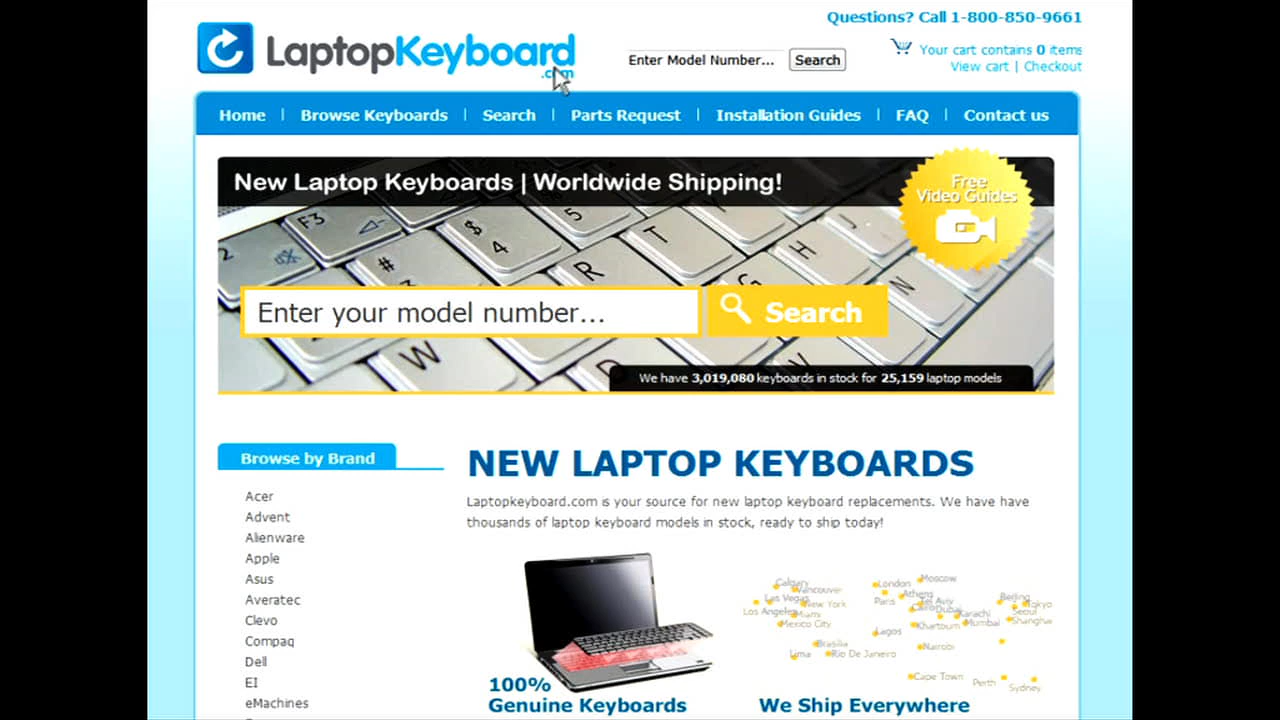 Questions? Call 1-800-850-9661
LaptopKeyboard
.com
Enter Model Number...
Search
Your cart contains 0 items
View cart | Checkout
Home | Browse Keyboards | Search | Parts Request | Installation Guides | FAQ | Contact us
New Laptop Keyboards | Worldwide Shipping!
Free
Video Guides
F3
2
#
$
4
5
R
T
G
H
J
N
V
W
Enter your model number...
Search
We have 3,019,080 keyboards in stock for 25,159 laptop models
Browse by Brand
Acer
Advent
Alienware
Apple
Asus
Averatec
Clevo
Compaq
Dell
EI
eMachines
NEW LAPTOP KEYBOARDS
Laptopkeyboard.com is your source for new laptop keyboard replacements. We have have
thousands of laptop keyboard models in stock, ready to ship today!
100%
Genuine Keyboards
Calgary
Vancouver
Las Vegas
New York
Los Angeles
Miami
Mexico City
Brasilia
Lima
Rio De Janeiro
London
Moscow
Paris
Athens
Tel Aviv
Cairo
Dubai
Karachi
Khartoum
Mumbai
Lagos
Nairobi
Cape Town
Perth
Sydney
Beijing
Tokyo
Seoul
Shanghai
We Ship Everywhere